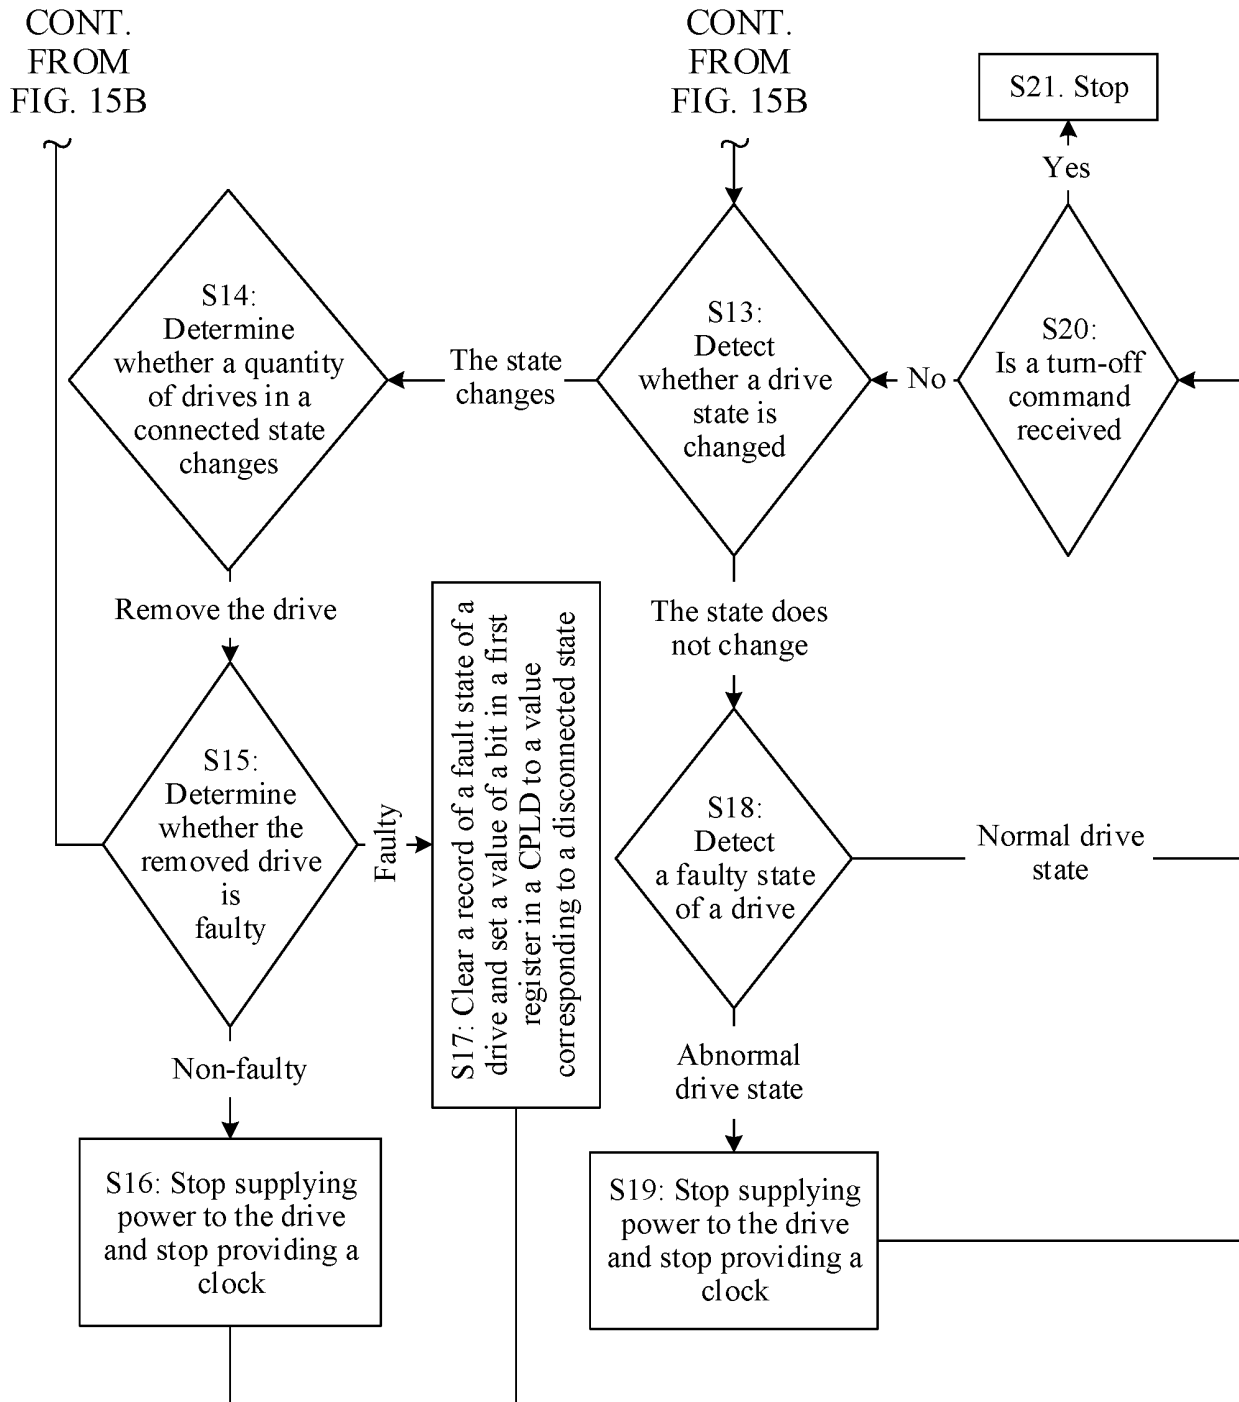 CONT.
FROM
FIG. 15B
CONT.
FROM
FIG. 15B
S21. Stop
Yes
S14:
Determine
whether a quantity
of drives in a
connected state
changes
The state
changes
S13:
Detect
whether a drive
state is
changed
No
S20:
Is a turn-off
command
received
Remove the drive
The state does
not change
S15:
Determine
whether the
removed drive
is
faulty
Faulty
S17: Clear a record of a fault state of a
drive and set a value of a bit in a first
register in a CPLD to a value
corresponding to a disconnected state
S18:
Detect
a faulty state
of a drive
Normal drive
state
Non-faulty
Abnormal
drive state
S16: Stop supplying
power to the drive
and stop providing a
clock
S19: Stop supplying
power to the drive
and stop providing a
clock